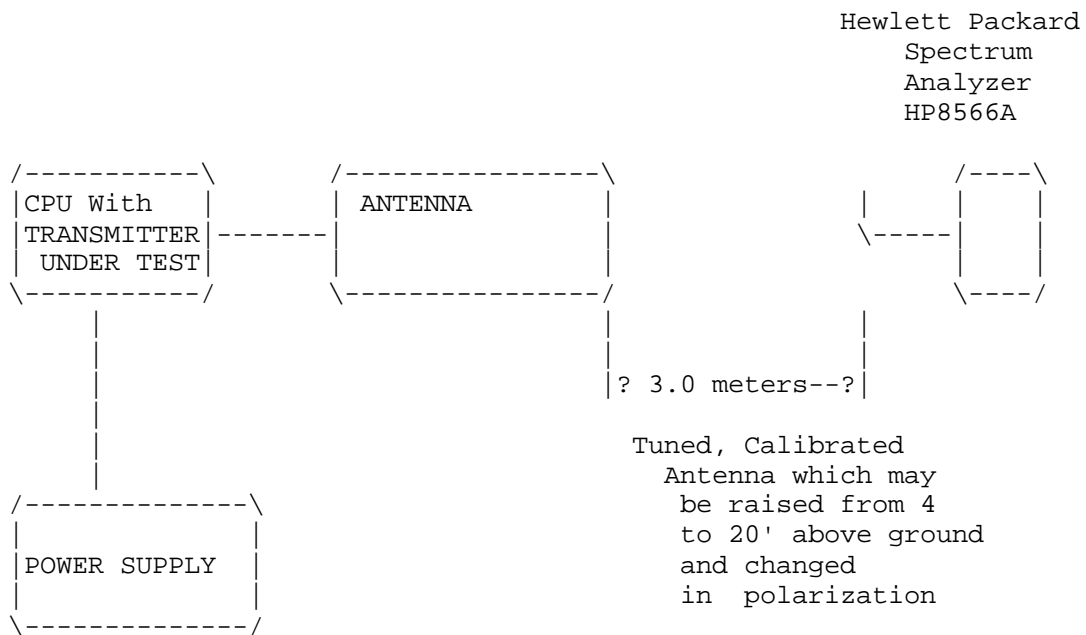 Hewlett Packard
Spectrum
Analyzer
HP8566A
CPU With
TRANSMITTER
UNDER TEST
ANTENNA
? 3.0 meters--?
Tuned, Calibrated
Antenna which may
be raised from 4
to 20' above ground
and changed
in polarization
POWER SUPPLY